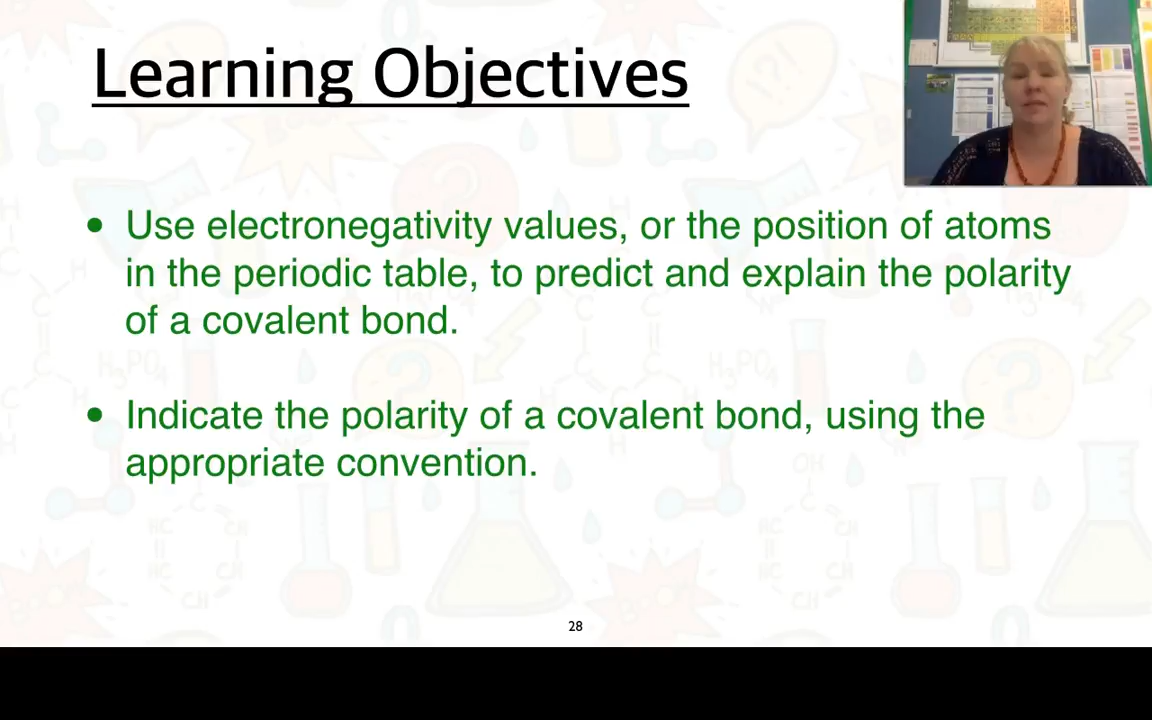 Learning Objectives
• Use electronegativity values, or the position of atoms
in the periodic table, to predict and explain the polarity
of a covalent bond.
• Indicate the polarity of a covalent bond, using the
appropriate convention.
28